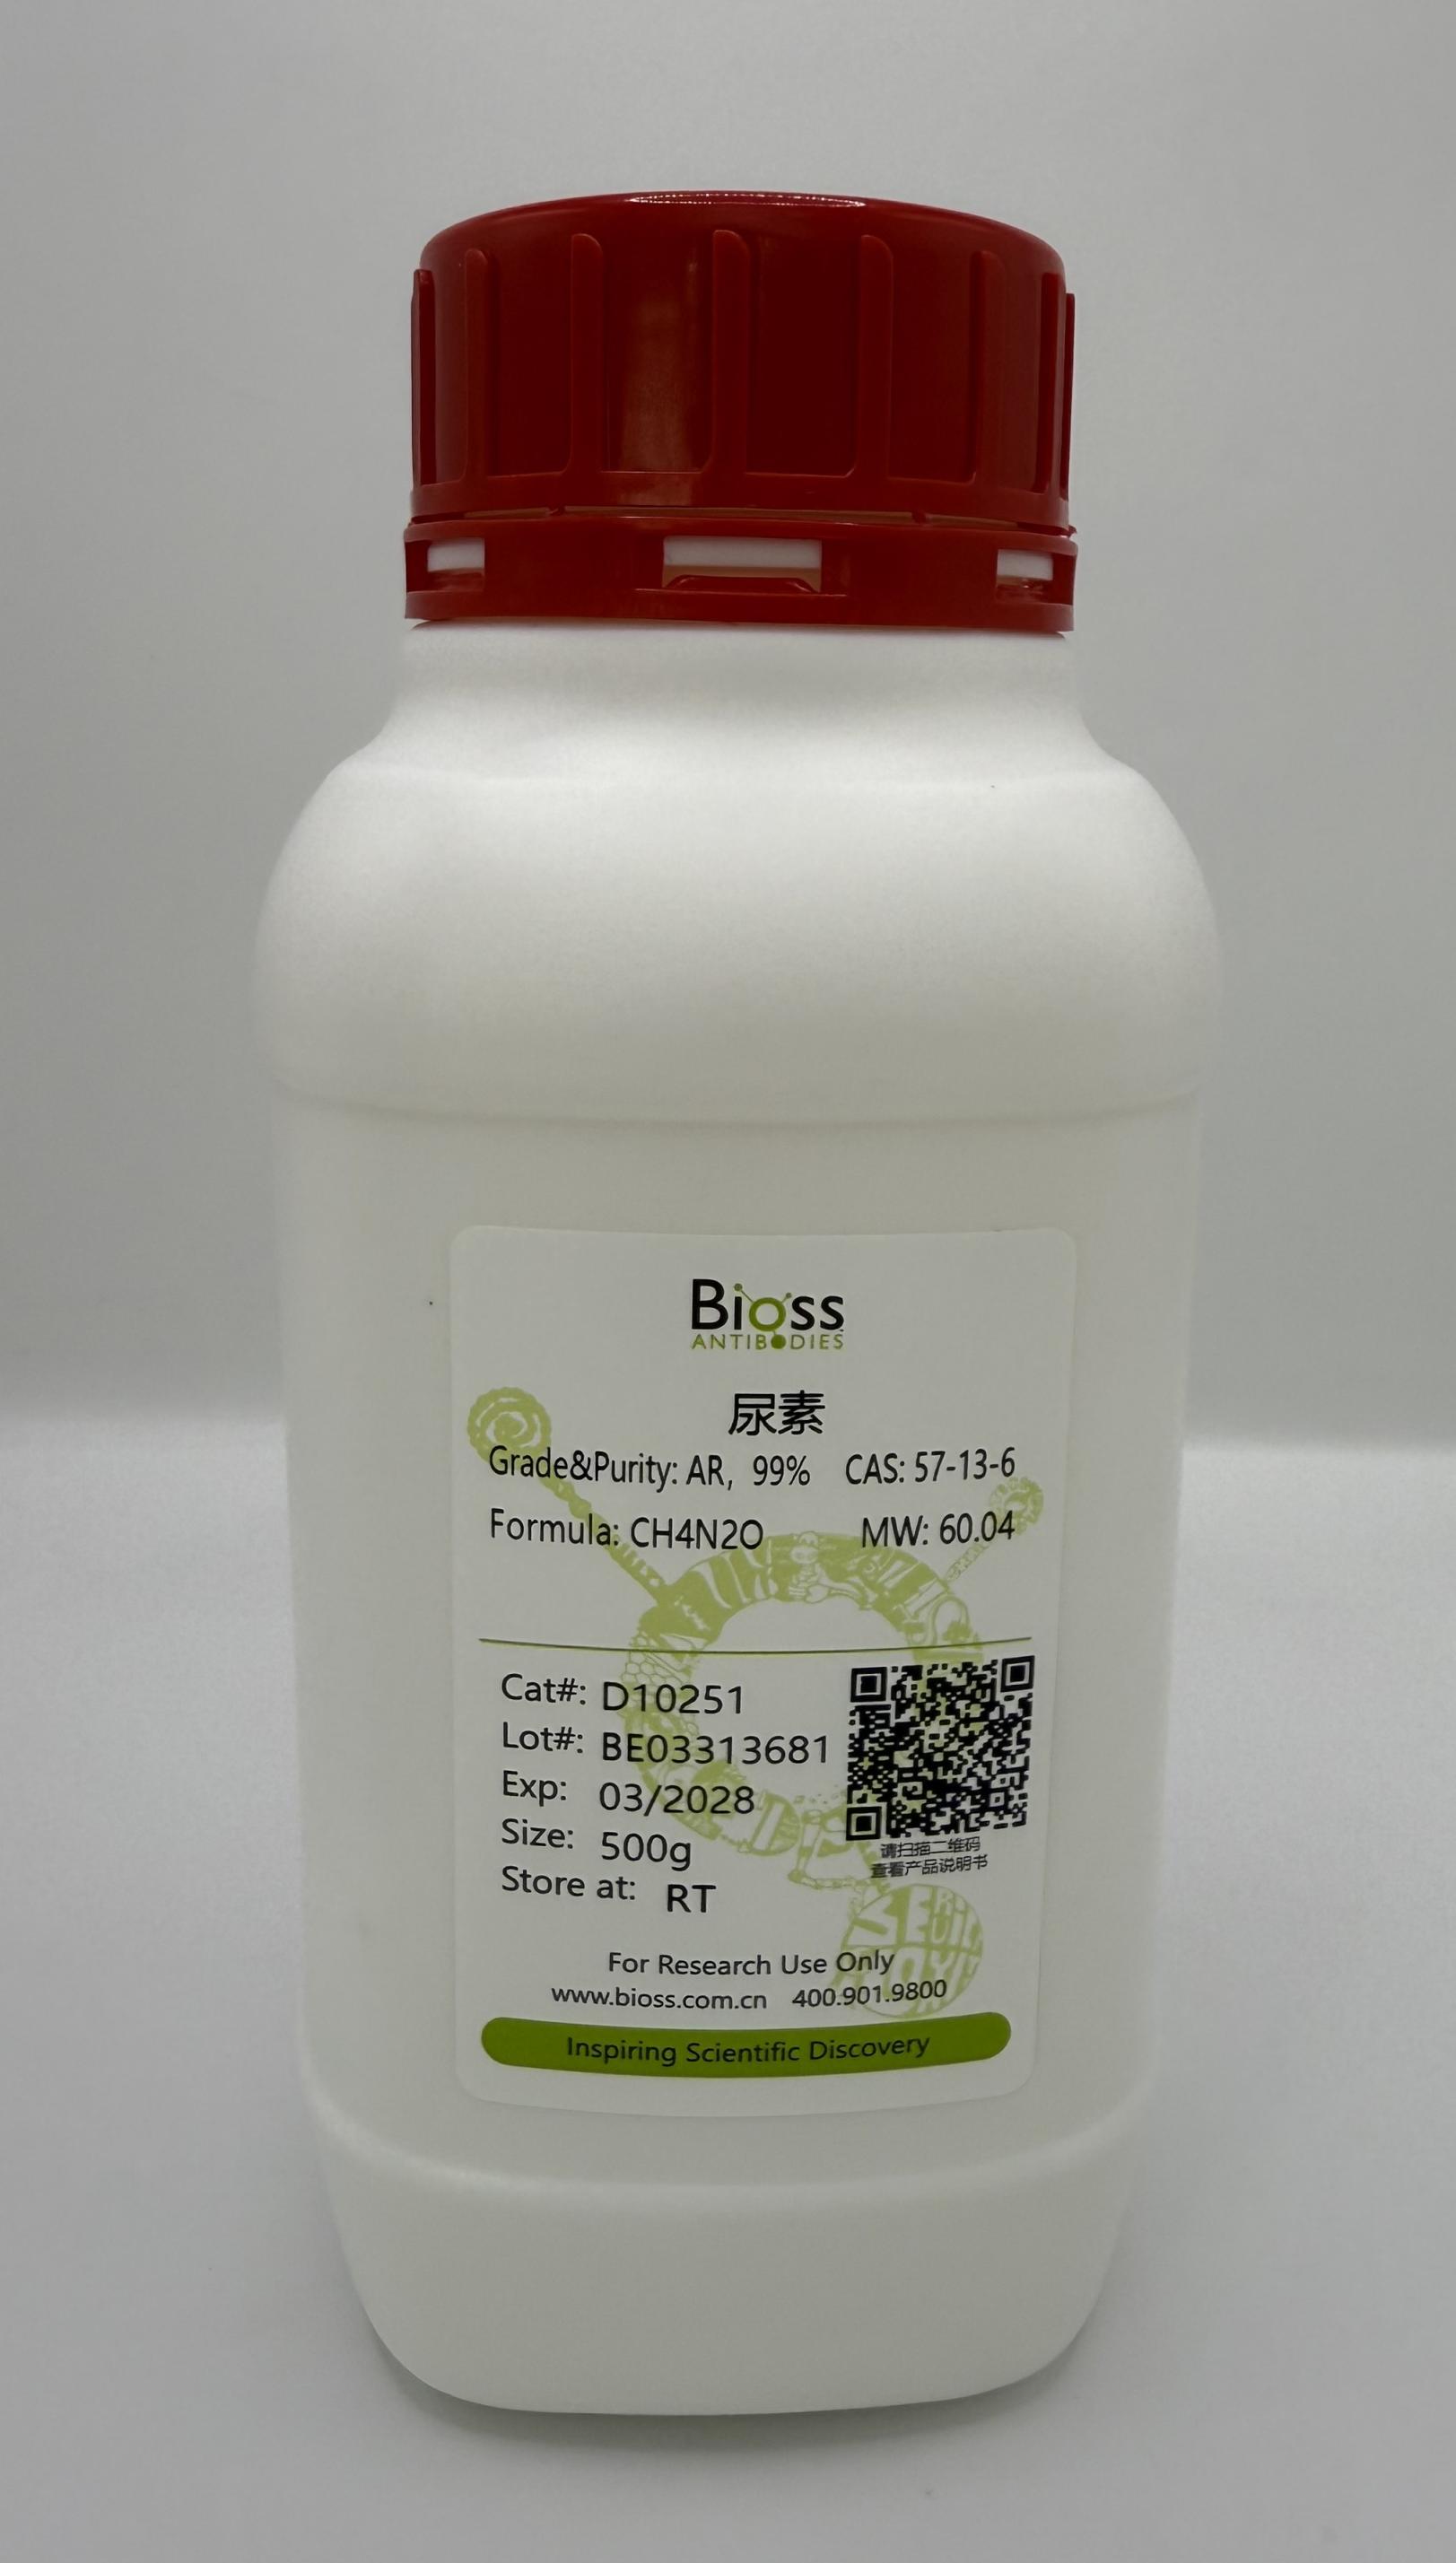 Bioss
ANTIBODIES
尿素
Grade&Purity: AR, 99% CAS: 57-13-6
Formula: CH4N2O MW: 60.04
Cat#: D10251
Lot#: BE03313681
Exp: 03/2028
Size: 500g
Store at: RT
请扫描二维码
查看产品说明书
For Research Use Only
www.bioss.com.cn 400.901.9800
Inspiring Scientific Discovery